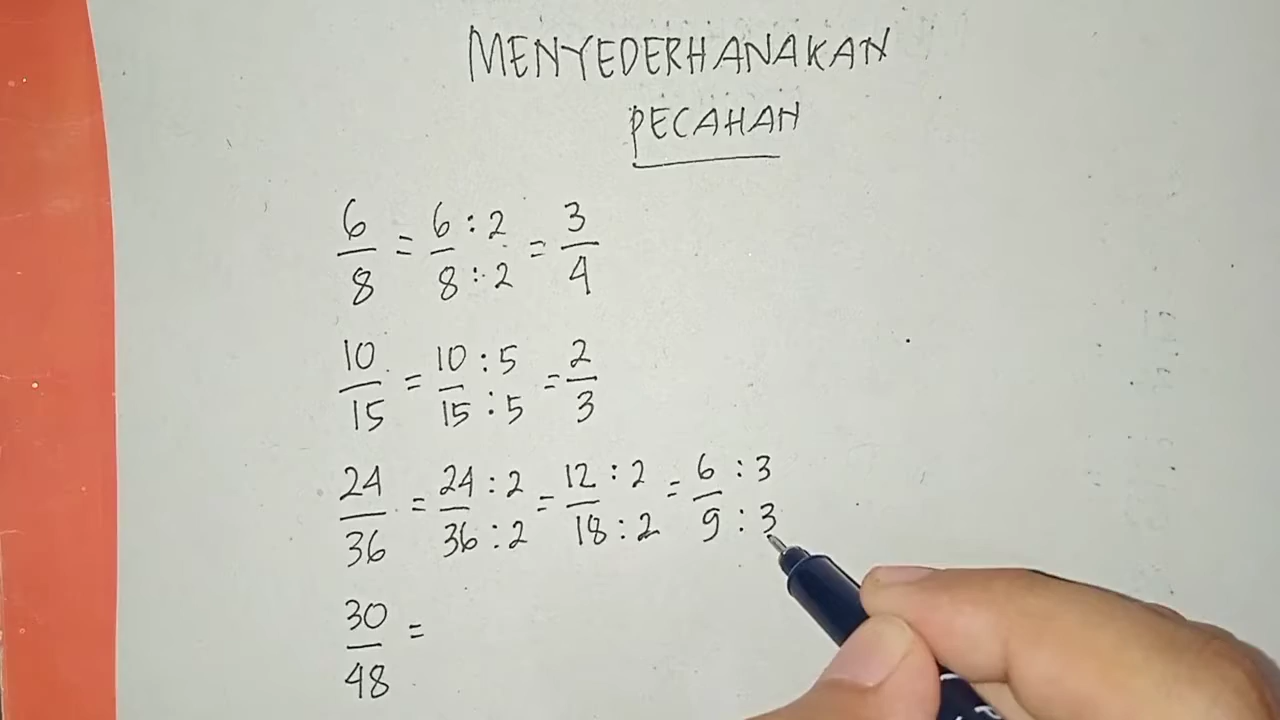 MENYEDERHANAKAN
PECAHAN
6/8 = 6 : 2/8 : 2 = 3/4
10/15 = 10 : 5/15 : 5 = 2/3
24/36 = 24 : 2/36 : 2 = 12 : 2/18 : 2 = 6 : 3/9 : 3
30/48 =